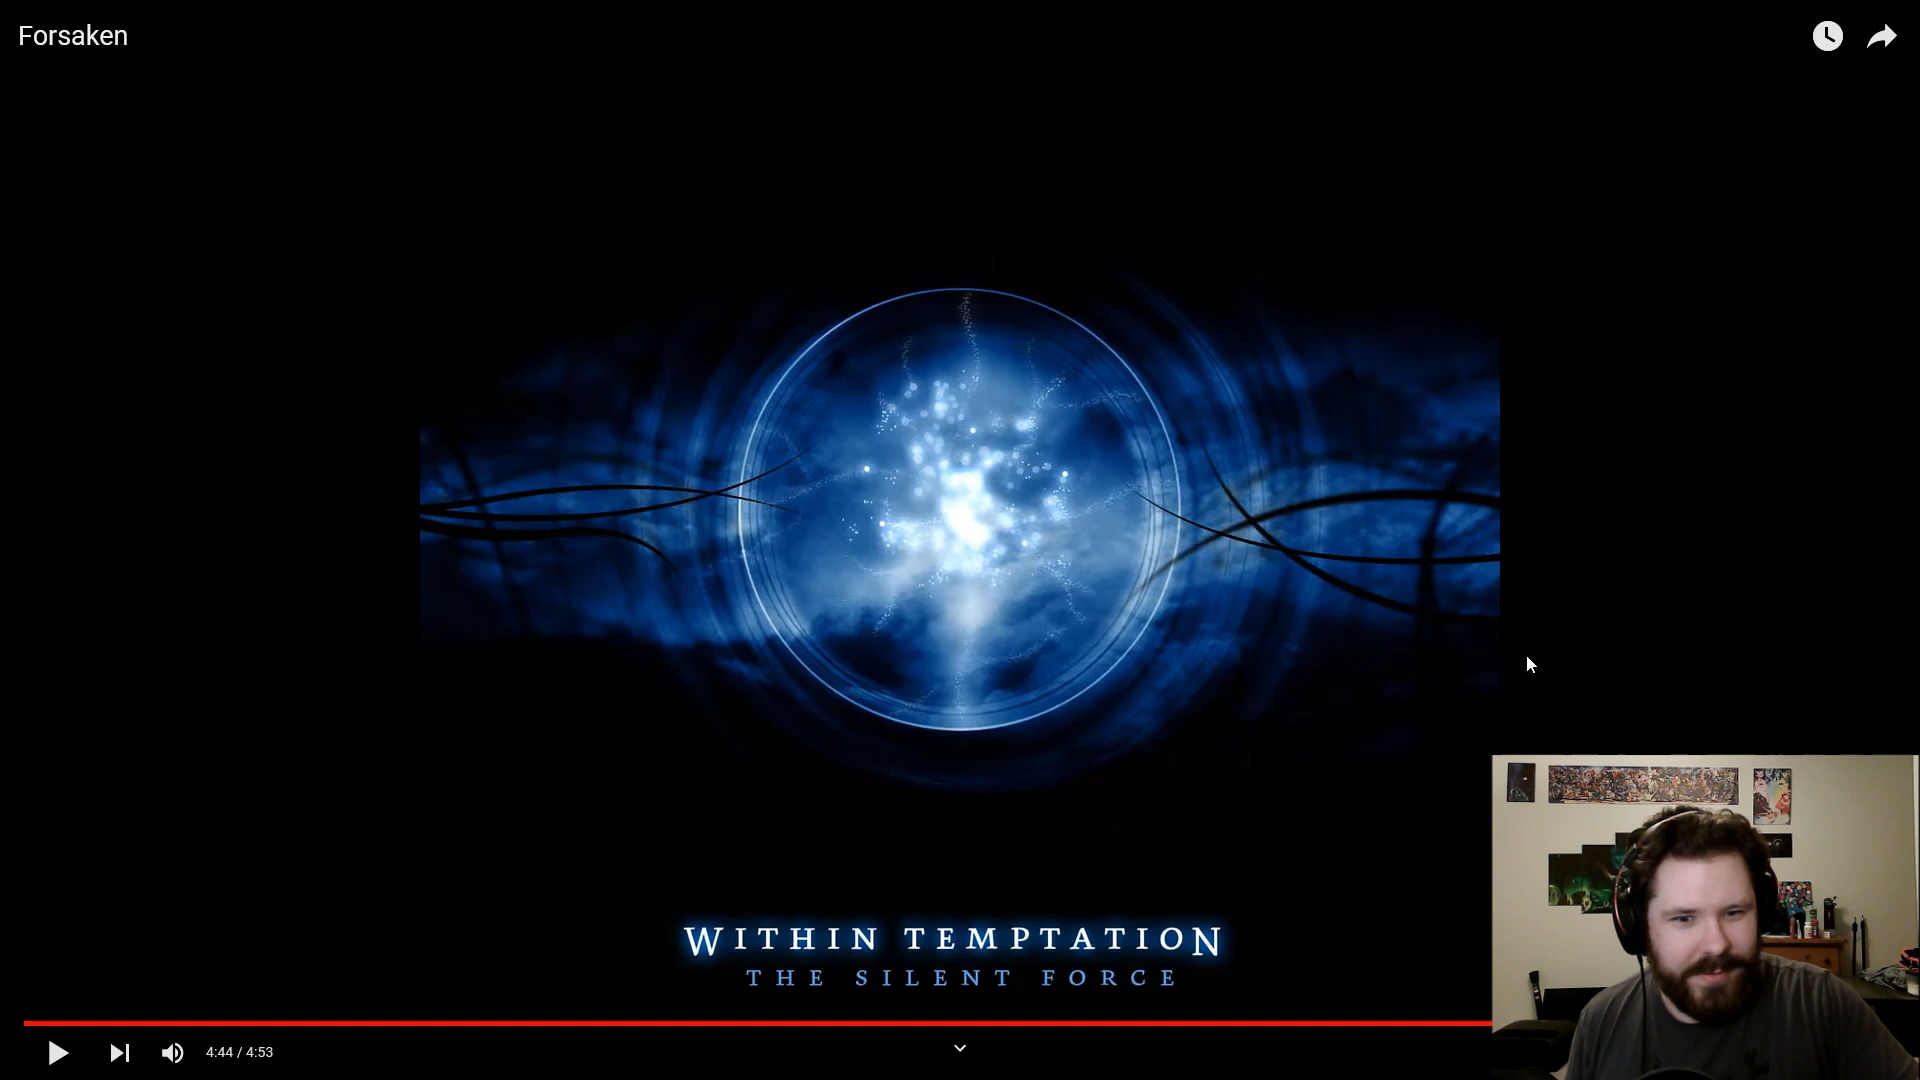 Forsaken
WITHIN TEMPTATION
THE SILENT FORCE
4:44 / 4:53